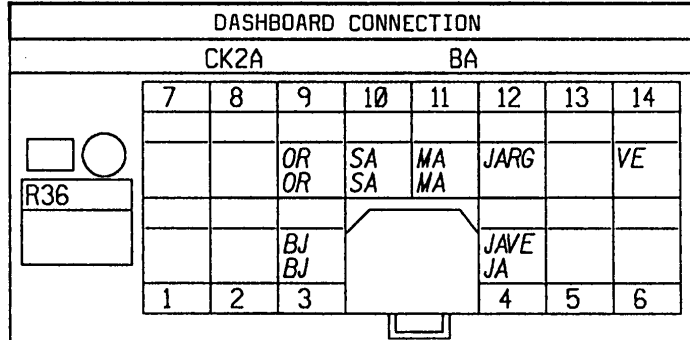 DASHBOARD CONNECTION
CK2A BA
7 8 9 10 11 12 13 14
OR SA MA JARG VE
OR SA MA
R36
BJ JAVE
BJ JA
1 2 3 4 5 6